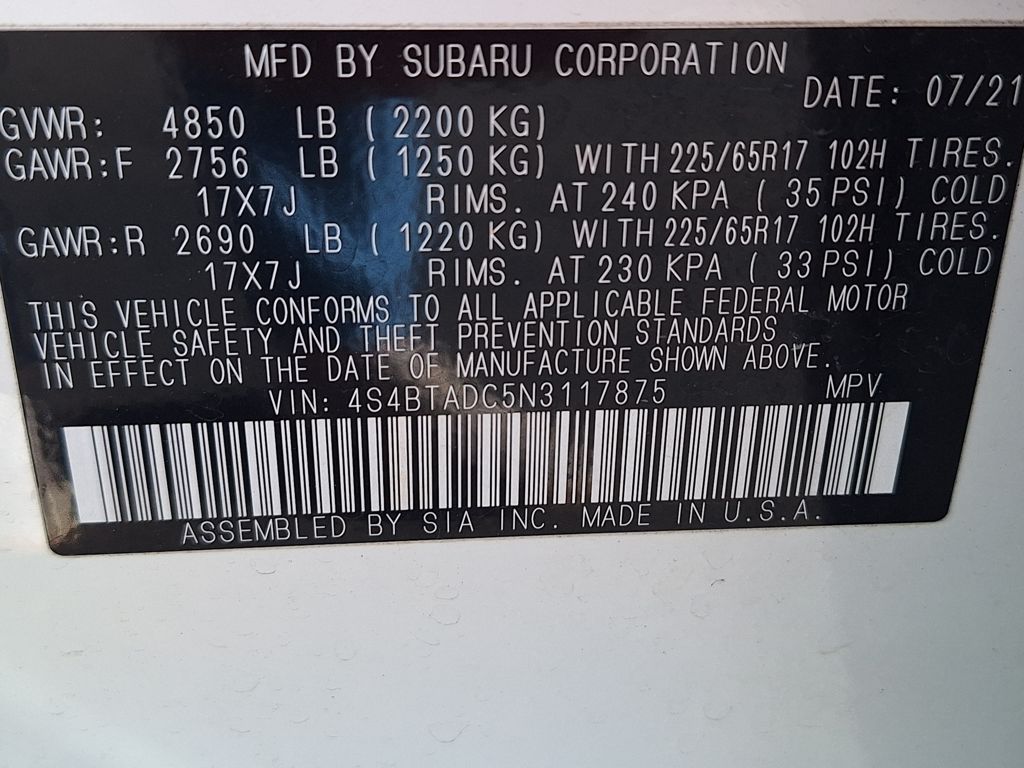 MFD BY SUBARU CORPORATION
DATE: 07/21
GVWR: 4850 LB ( 2200 KG)
GAWR:F 2756 LB ( 1250 KG) WITH 225/65R17 102H TIRES.
17X7J RIMS. AT 240 KPA ( 35 PSI) COLD
GAWR:R 2690 LB ( 1220 KG) WITH 225/65R17 102H TIRES.
17X7J RIMS. AT 230 KPA ( 33 PSI) COLD
THIS VEHICLE CONFORMS TO ALL APPLICABLE FEDERAL MOTOR
VEHICLE SAFETY AND THEFT PREVENTION STANDARDS
IN EFFECT ON THE DATE OF MANUFACTURE SHOWN ABOVE.
VIN: 4S4BTADC5N3117875 MPV
ASSEMBLED BY SIA INC. MADE IN U.S.A.